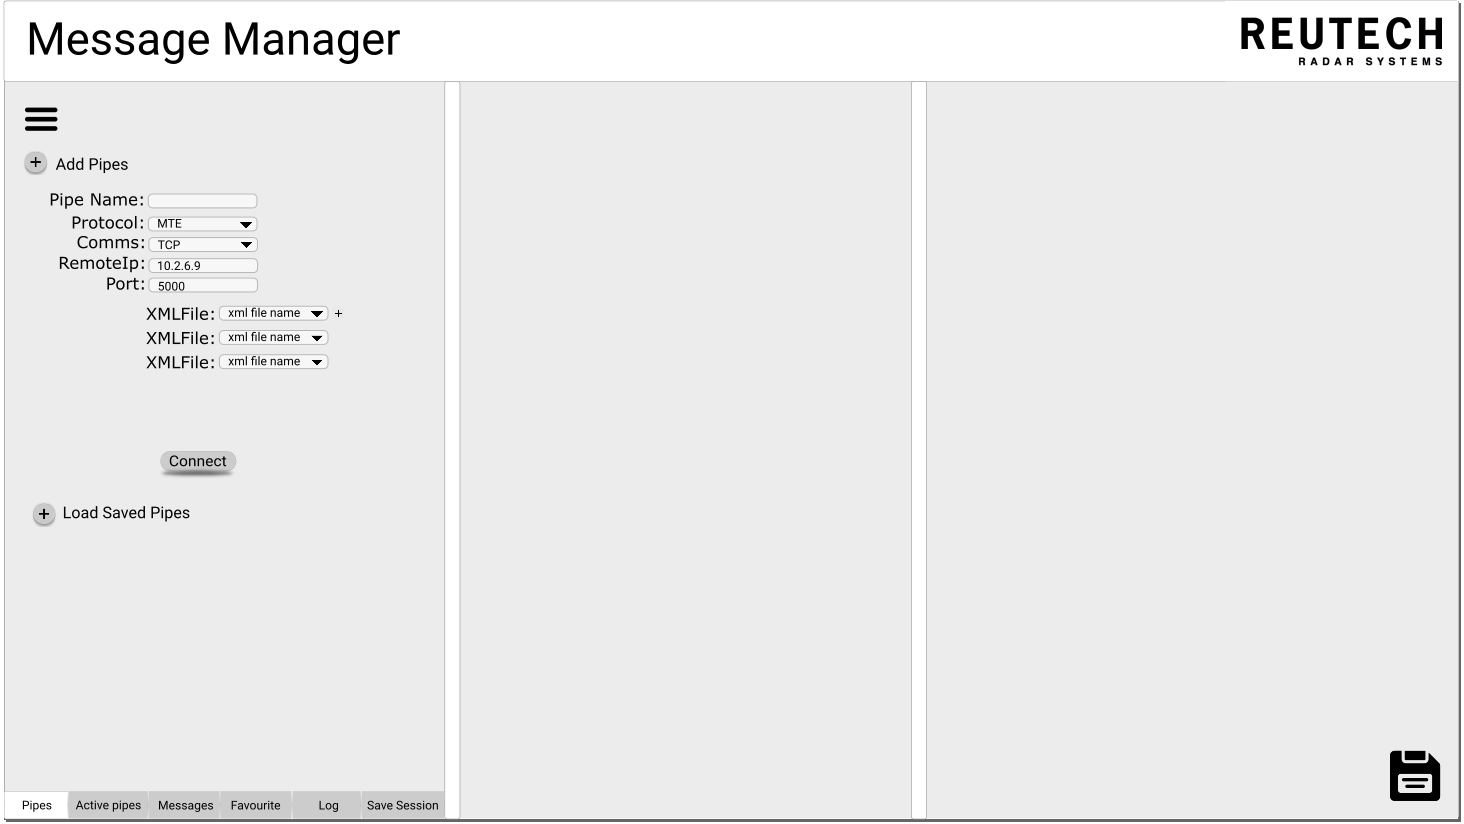 Message Manager
REUTECH
RADAR SYSTEMS
+ Add Pipes
Pipe Name:
Protocol: MTE
Comms: TCP
RemoteIp: 10.2.6.9
Port: 5000
XMLFile: xml file name +
XMLFile: xml file name
XMLFile: xml file name
Connect
+ Load Saved Pipes
Pipes Active pipes Messages Favourite Log Save Session